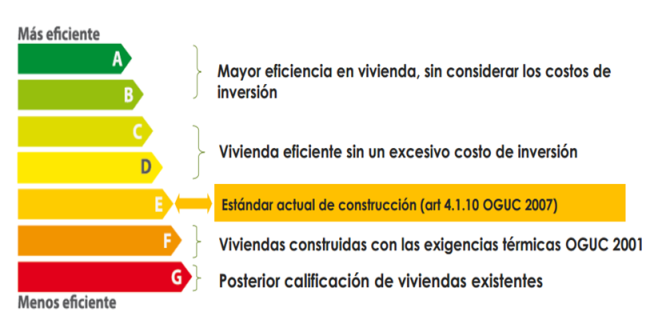 Más eficiente
A
Mayor eficiencia en vivienda, sin considerar los costos de
inversión
B
C
Vivienda eficiente sin un excesivo costo de inversión
D
E
Estándar actual de construcción (art 4.1.10 OGUC 2007)
F
Viviendas construidas con las exigencias térmicas OGUC 2001
G
Posterior calificación de viviendas existentes
Menos eficiente